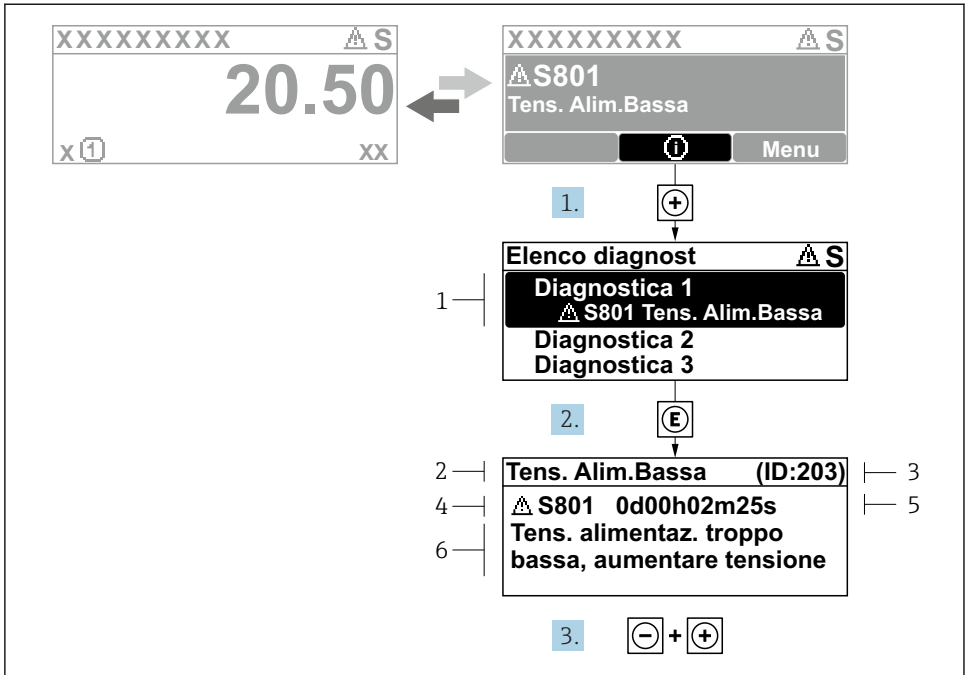 XXXXXXXXX ⚠ S
20.50
x ① xx
XXXXXXXXX ⚠ S
⚠ S801
Tens. Alim.Bassa
ⓘ Menu
1. +
Elenco diagnost ⚠ S
1
Diagnostica 1
⚠ S801 Tens. Alim.Bassa
Diagnostica 2
Diagnostica 3
2. E
2 Tens. Alim.Bassa (ID:203) 3
4 ⚠ S801 0d00h02m25s 5
6
Tens. alimentaz. troppo
bassa, aumentare tensione
3. − + +